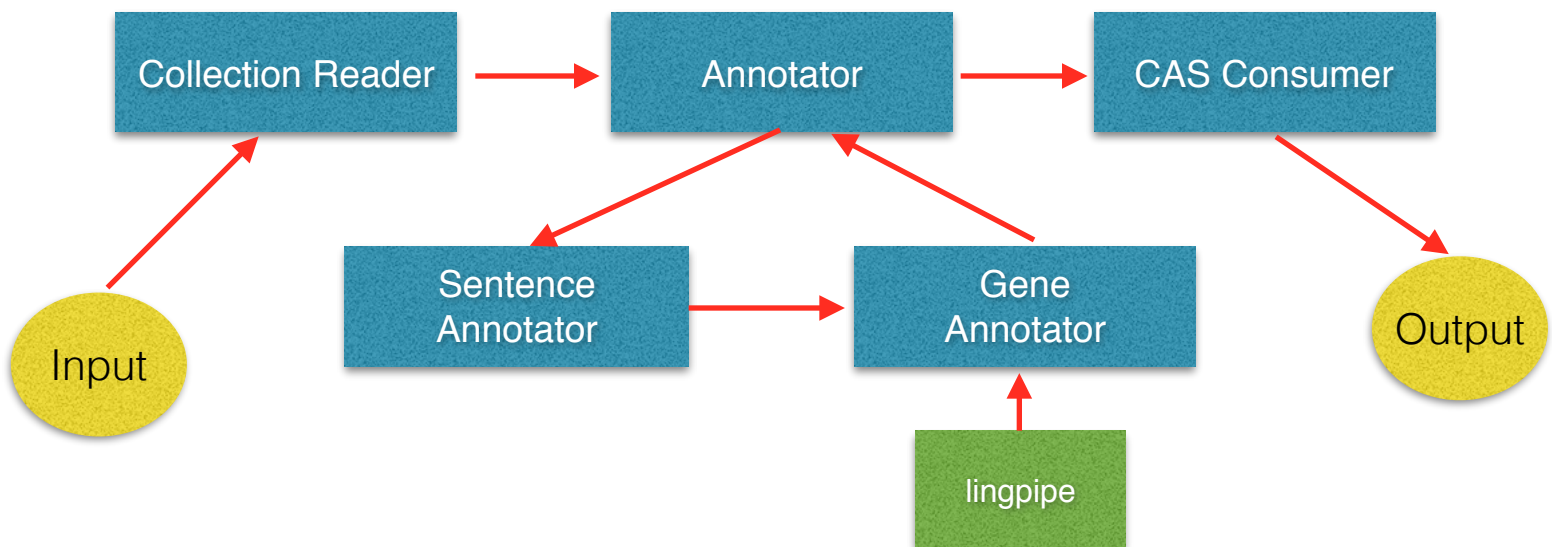 Collection Reader
Annotator
CAS Consumer
Sentence
Annotator
Gene
Annotator
Input
Output
lingpipe